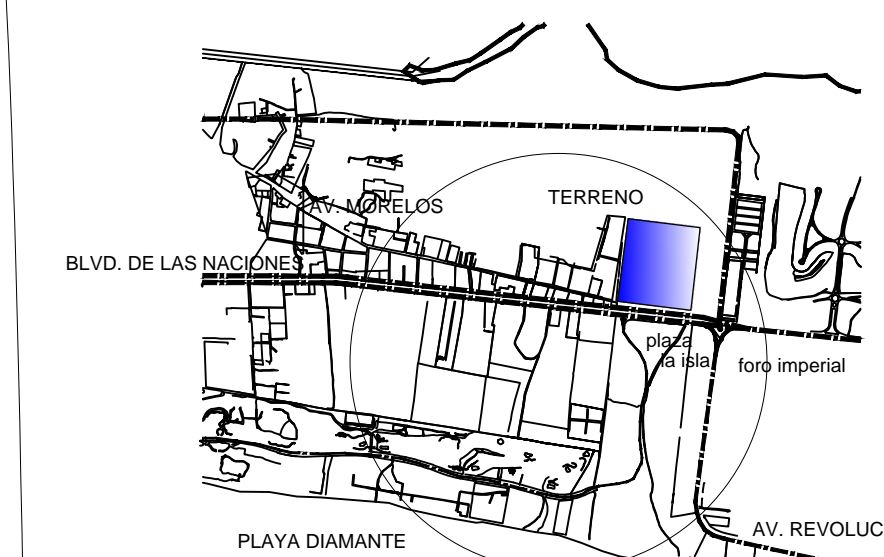 TERRENO
AV. MORELOS
BLVD. DE LAS NACIONES
plaza
la isla
foro imperial
AV. REVOLUC
PLAYA DIAMANTE